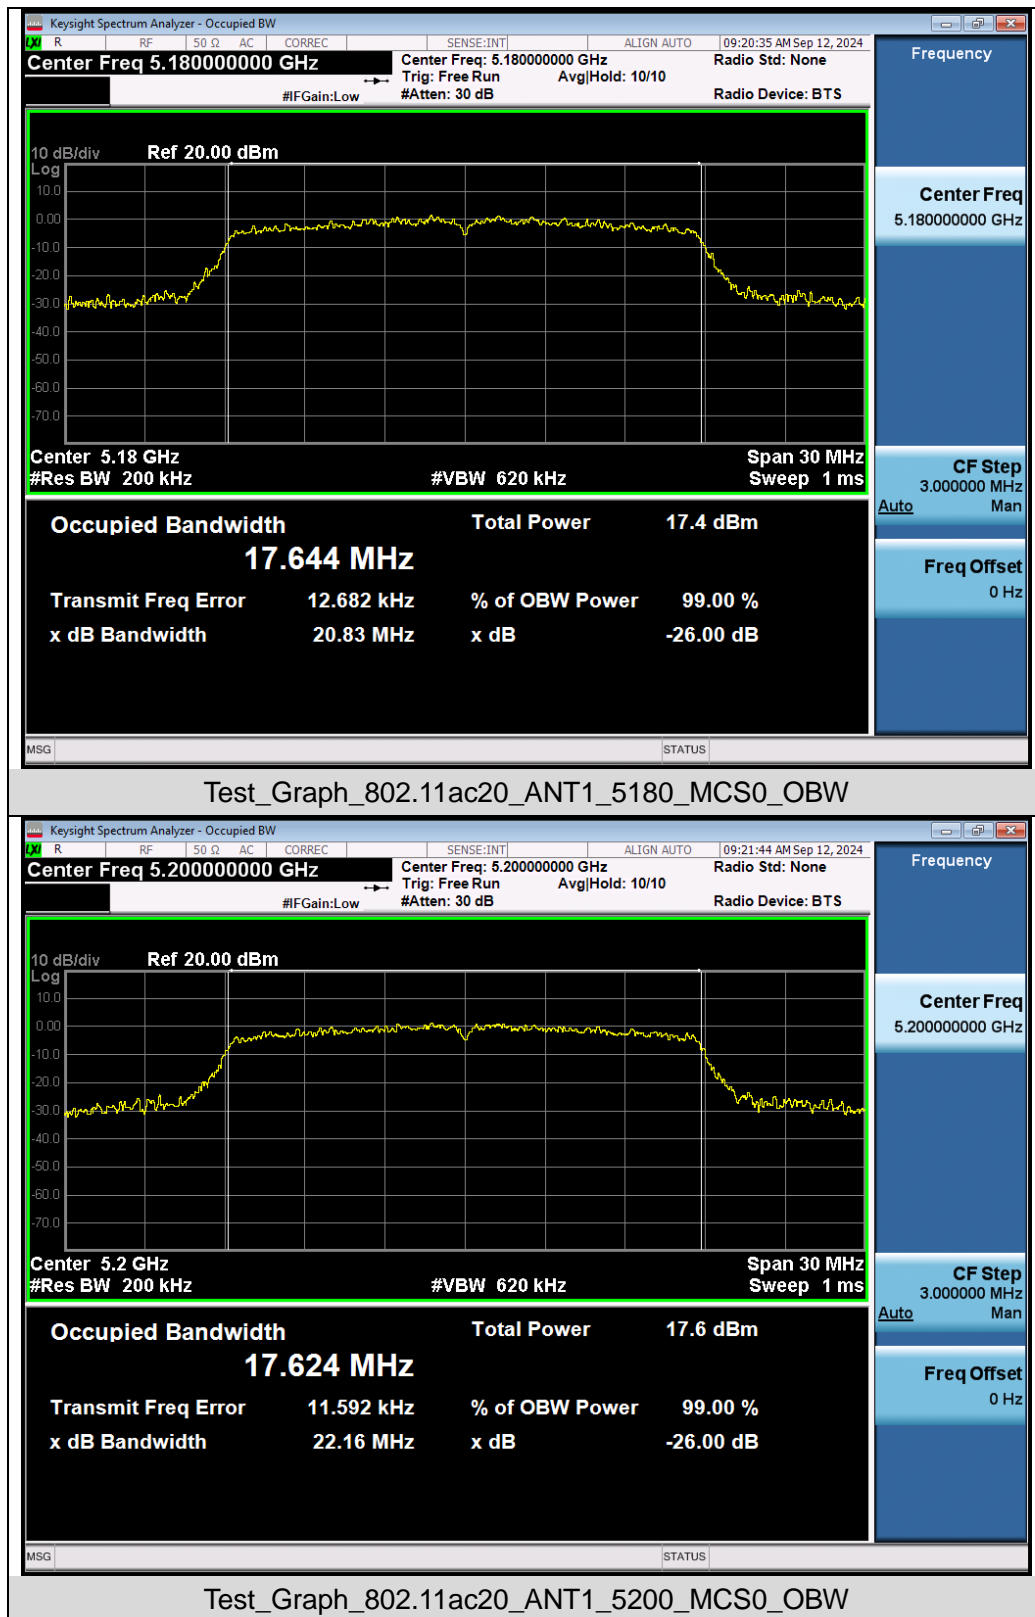 Keysight Spectrum Analyzer - Occupied BW
LXI R RF 50 Ω AC CORREC SENSE:INT ALIGN AUTO 09:20:35 AM Sep 12, 2024
Center Freq 5.180000000 GHz
Center Freq: 5.180000000 GHz Radio Std: None
Trig: Free Run Avg|Hold: 10/10
#IFGain:Low #Atten: 30 dB Radio Device: BTS
Frequency
10 dB/div Ref 20.00 dBm
Log
10.0
0.00
-10.0
-20.0
-30.0
-40.0
-50.0
-60.0
-70.0
Center 5.18 GHz Span 30 MHz
#Res BW 200 kHz #VBW 620 kHz Sweep 1 ms
Center Freq
5.180000000 GHz
CF Step
3.000000 MHz
Auto Man
Freq Offset
0 Hz
Occupied Bandwidth Total Power 17.4 dBm
17.644 MHz
Transmit Freq Error 12.682 kHz % of OBW Power 99.00 %
x dB Bandwidth 20.83 MHz x dB -26.00 dB
MSG STATUS
Test_Graph_802.11ac20_ANT1_5180_MCS0_OBW
Keysight Spectrum Analyzer - Occupied BW
LXI R RF 50 Ω AC CORREC SENSE:INT ALIGN AUTO 09:21:44 AM Sep 12, 2024
Center Freq 5.200000000 GHz
Center Freq: 5.200000000 GHz Radio Std: None
Trig: Free Run Avg|Hold: 10/10
#IFGain:Low #Atten: 30 dB Radio Device: BTS
Frequency
10 dB/div Ref 20.00 dBm
Log
10.0
0.00
-10.0
-20.0
-30.0
-40.0
-50.0
-60.0
-70.0
Center 5.2 GHz Span 30 MHz
#Res BW 200 kHz #VBW 620 kHz Sweep 1 ms
Center Freq
5.200000000 GHz
CF Step
3.000000 MHz
Auto Man
Freq Offset
0 Hz
Occupied Bandwidth Total Power 17.6 dBm
17.624 MHz
Transmit Freq Error 11.592 kHz % of OBW Power 99.00 %
x dB Bandwidth 22.16 MHz x dB -26.00 dB
MSG STATUS
Test_Graph_802.11ac20_ANT1_5200_MCS0_OBW